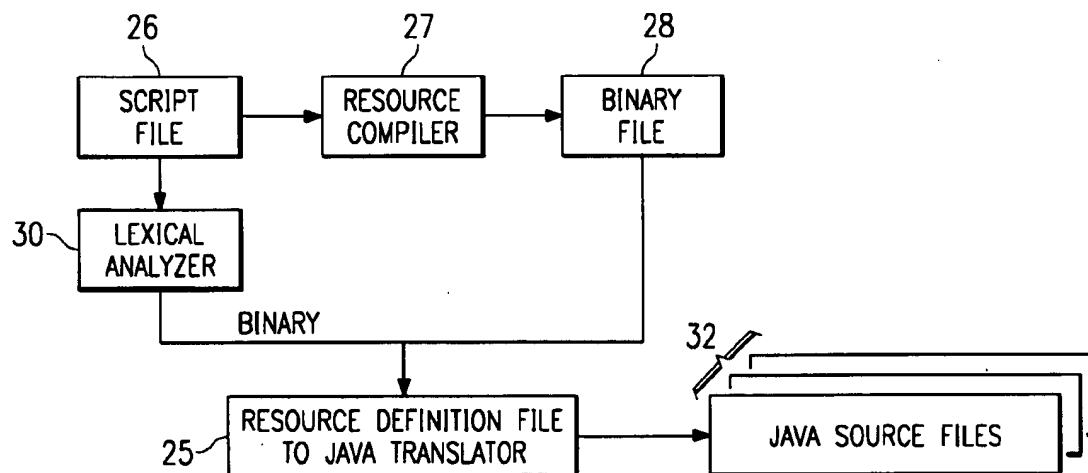 26
27
28
SCRIPT
FILE
RESOURCE
COMPILER
BINARY
FILE
30
LEXICAL
ANALYZER
BINARY
32
25
RESOURCE DEFINITION FILE
TO JAVA TRANSLATOR
JAVA SOURCE FILES